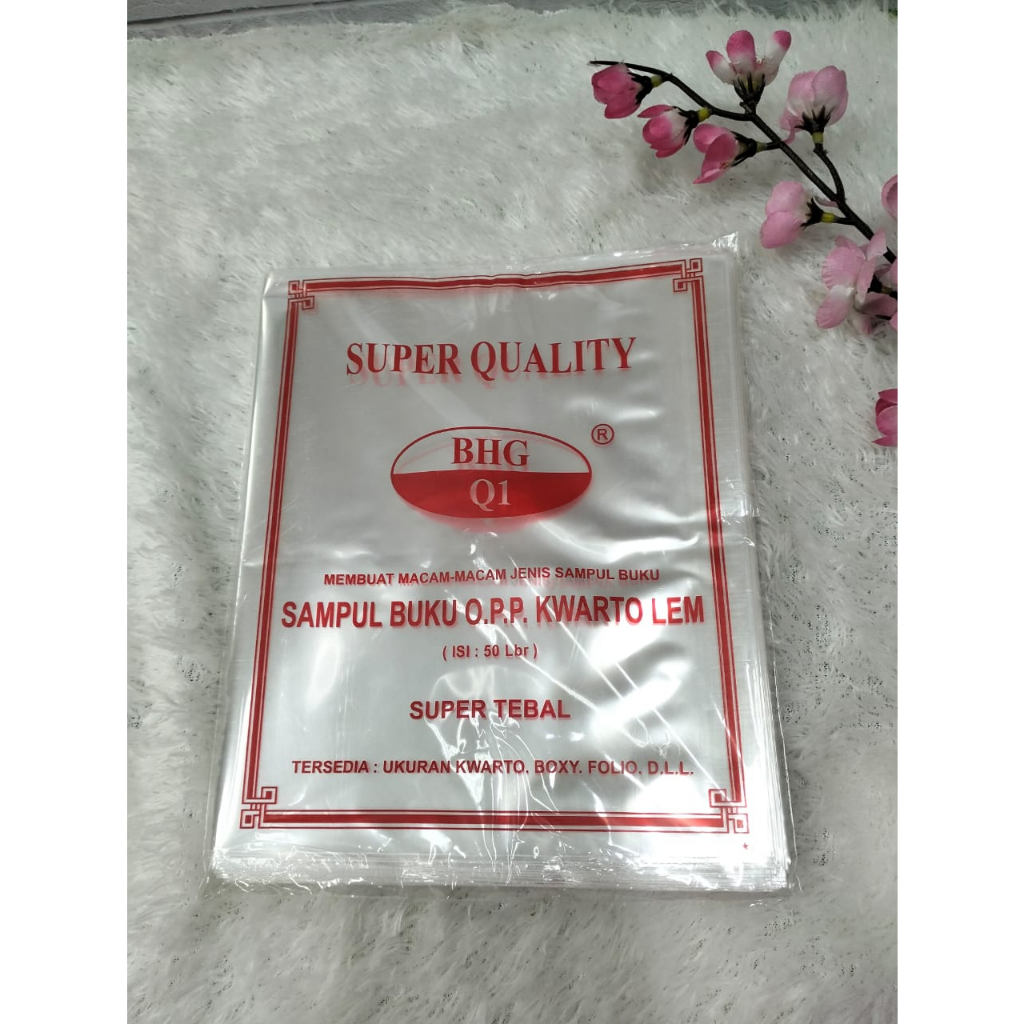 SUPER QUALITY
BHG ®
Q1
MEMBUAT MACAM-MACAM JENIS SAMPUL BUKU
SAMPUL BUKU O.P.P. KWARTO LEM
( ISI : 50 Lbr )
SUPER TEBAL
TERSEDIA : UKURAN KWARTO, BOXY, FOLIO, D.L.L.